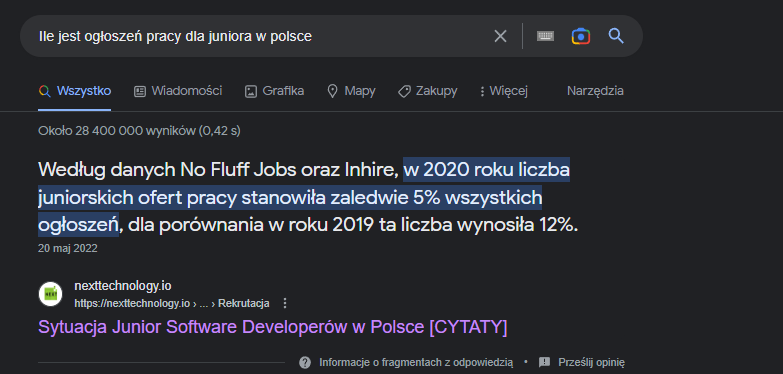 Ile jest ogłoszeń pracy dla juniora w polsce
Wszystko Wiadomości Grafika Mapy Zakupy Więcej Narzędzia
Około 28 400 000 wyników (0,42 s)
Według danych No Fluff Jobs oraz Inhire, w 2020 roku liczba
juniorskich ofert pracy stanowiła zaledwie 5% wszystkich
ogłoszeń, dla porównania w roku 2019 ta liczba wynosiła 12%.
20 maj 2022
nexttechnology.io
https://nexttechnology.io › ... › Rekrutacja
Sytuacja Junior Software Developerów w Polsce [CYTATY]
Informacje o fragmentach z odpowiedzią • Prześlij opinię